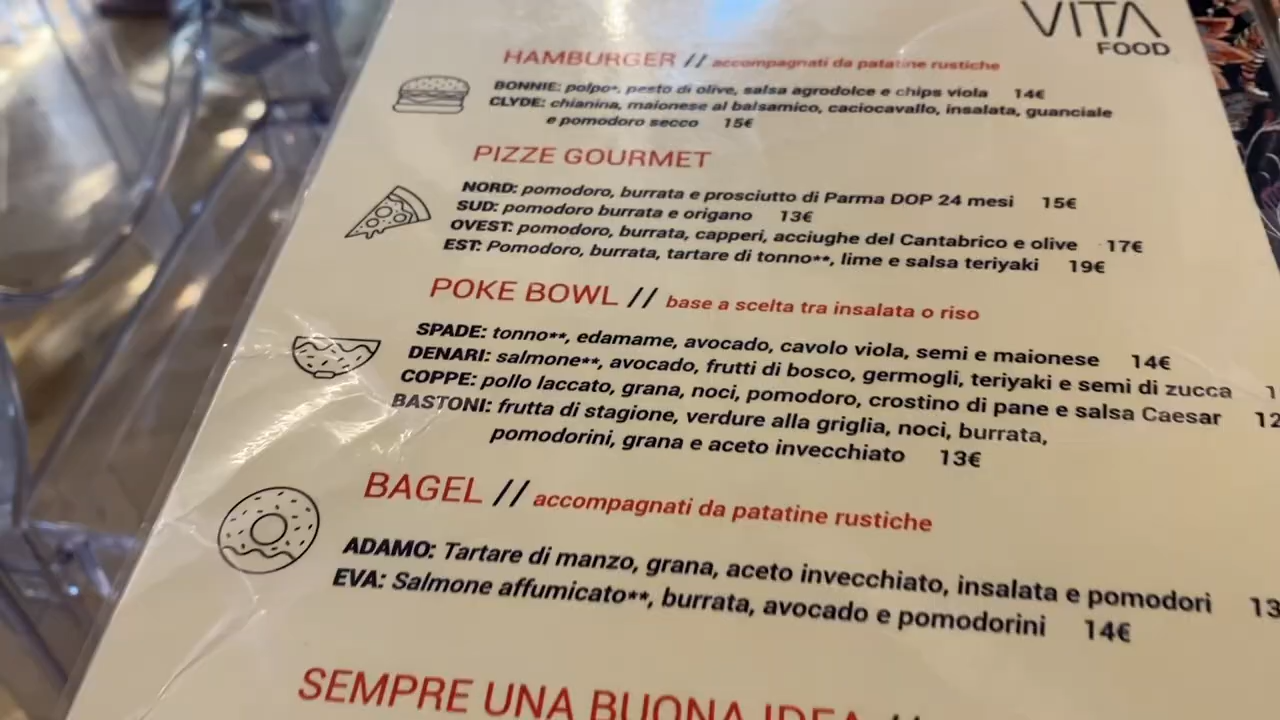 VITA
FOOD
HAMBURGER // accompagnati da patatine rustiche
BONNIE: polpo*, pesto di olive, salsa agrodolce e chips viola 14€
CLYDE: chianina, maionese al balsamico, caciocavallo, insalata, guanciale
e pomodoro secco 15€
PIZZE GOURMET
NORD: pomodoro, burrata e prosciutto di Parma DOP 24 mesi 15€
SUD: pomodoro burrata e origano 13€
OVEST: pomodoro, burrata, capperi, acciughe del Cantabrico e olive 17€
EST: Pomodoro, burrata, tartare di tonno**, lime e salsa teriyaki 19€
POKE BOWL // base a scelta tra insalata o riso
SPADE: tonno**, edamame, avocado, cavolo viola, semi e maionese 14€
DENARI: salmone**, avocado, frutti di bosco, germogli, teriyaki e semi di zucca 1
COPPE: pollo laccato, grana, noci, pomodoro, crostino di pane e salsa Caesar 12
BASTONI: frutta di stagione, verdure alla griglia, noci, burrata,
pomodorini, grana e aceto invecchiato 13€
BAGEL // accompagnati da patatine rustiche
ADAMO: Tartare di manzo, grana, aceto invecchiato, insalata e pomodori 13
EVA: Salmone affumicato**, burrata, avocado e pomodorini 14€
SEMPRE UNA BUONA IDEA //